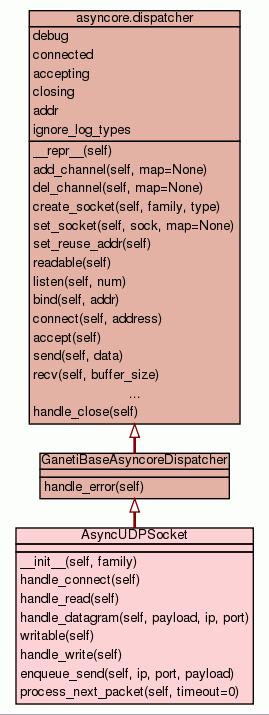 asyncore.dispatcher
debug
connected
accepting
closing
addr
ignore_log_types
__repr__(self)
add_channel(self, map=None)
del_channel(self, map=None)
create_socket(self, family, type)
set_socket(self, sock, map=None)
set_reuse_addr(self)
readable(self)
listen(self, num)
bind(self, addr)
connect(self, address)
accept(self)
send(self, data)
recv(self, buffer_size)
...
handle_close(self)
GanetiBaseAsyncoreDispatcher
handle_error(self)
AsyncUDPSocket
__init__(self, family)
handle_connect(self)
handle_read(self)
handle_datagram(self, payload, ip, port)
writable(self)
handle_write(self)
enqueue_send(self, ip, port, payload)
process_next_packet(self, timeout=0)